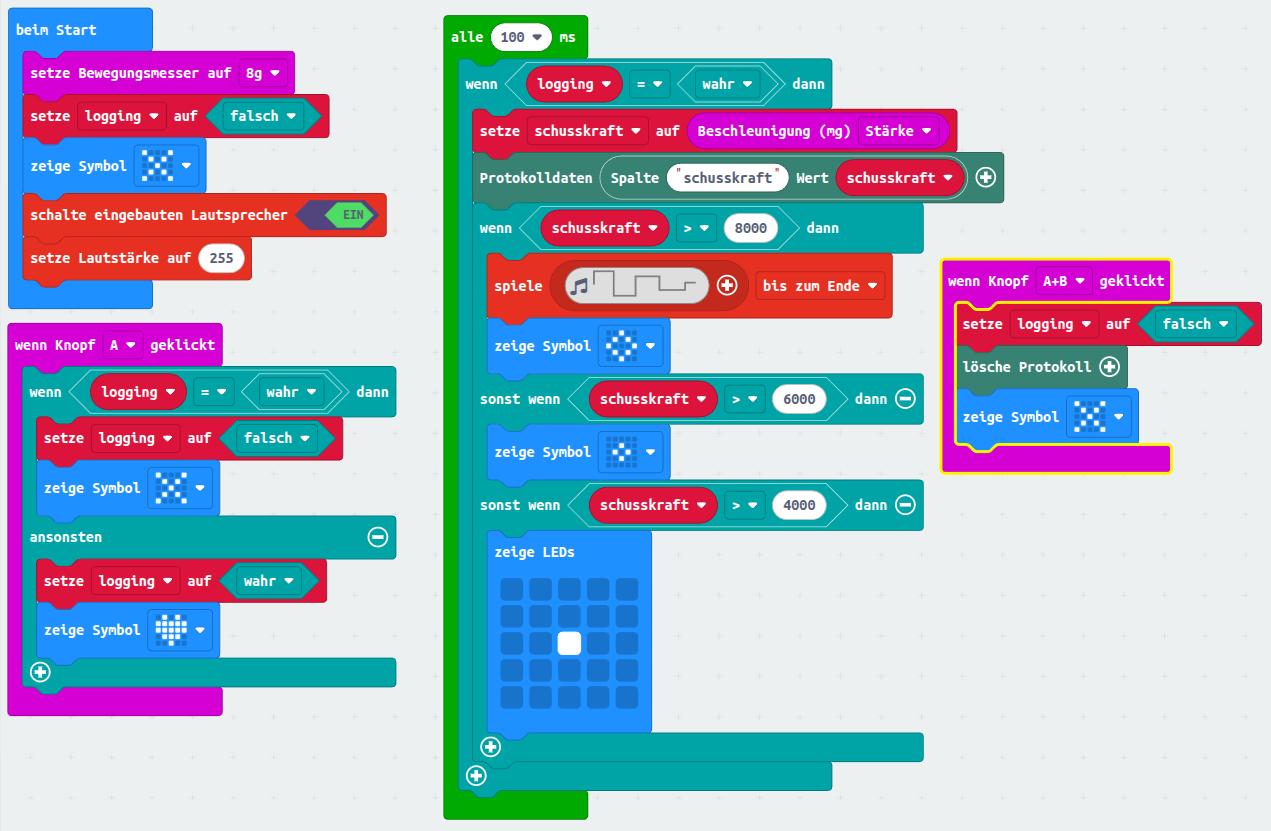 beim Start
setze Bewegungsmesser auf 8g
setze logging auf falsch
zeige Symbol
schalte eingebauten Lautsprecher EIN
setze Lautstärke auf 255
wenn Knopf A geklickt
wenn logging = wahr dann
setze logging auf falsch
zeige Symbol
ansonsten
setze logging auf wahr
zeige Symbol
alle 100 ms
wenn logging = wahr dann
setze schusskraft auf Beschleunigung (mg) Stärke
Protokolldaten Spalte "schusskraft" Wert schusskraft
wenn schusskraft > 8000 dann
spiele bis zum Ende
zeige Symbol
sonst wenn schusskraft > 6000 dann
zeige Symbol
sonst wenn schusskraft > 4000 dann
zeige LEDs
wenn Knopf A+B geklickt
setze logging auf falsch
lösche Protokoll
zeige Symbol